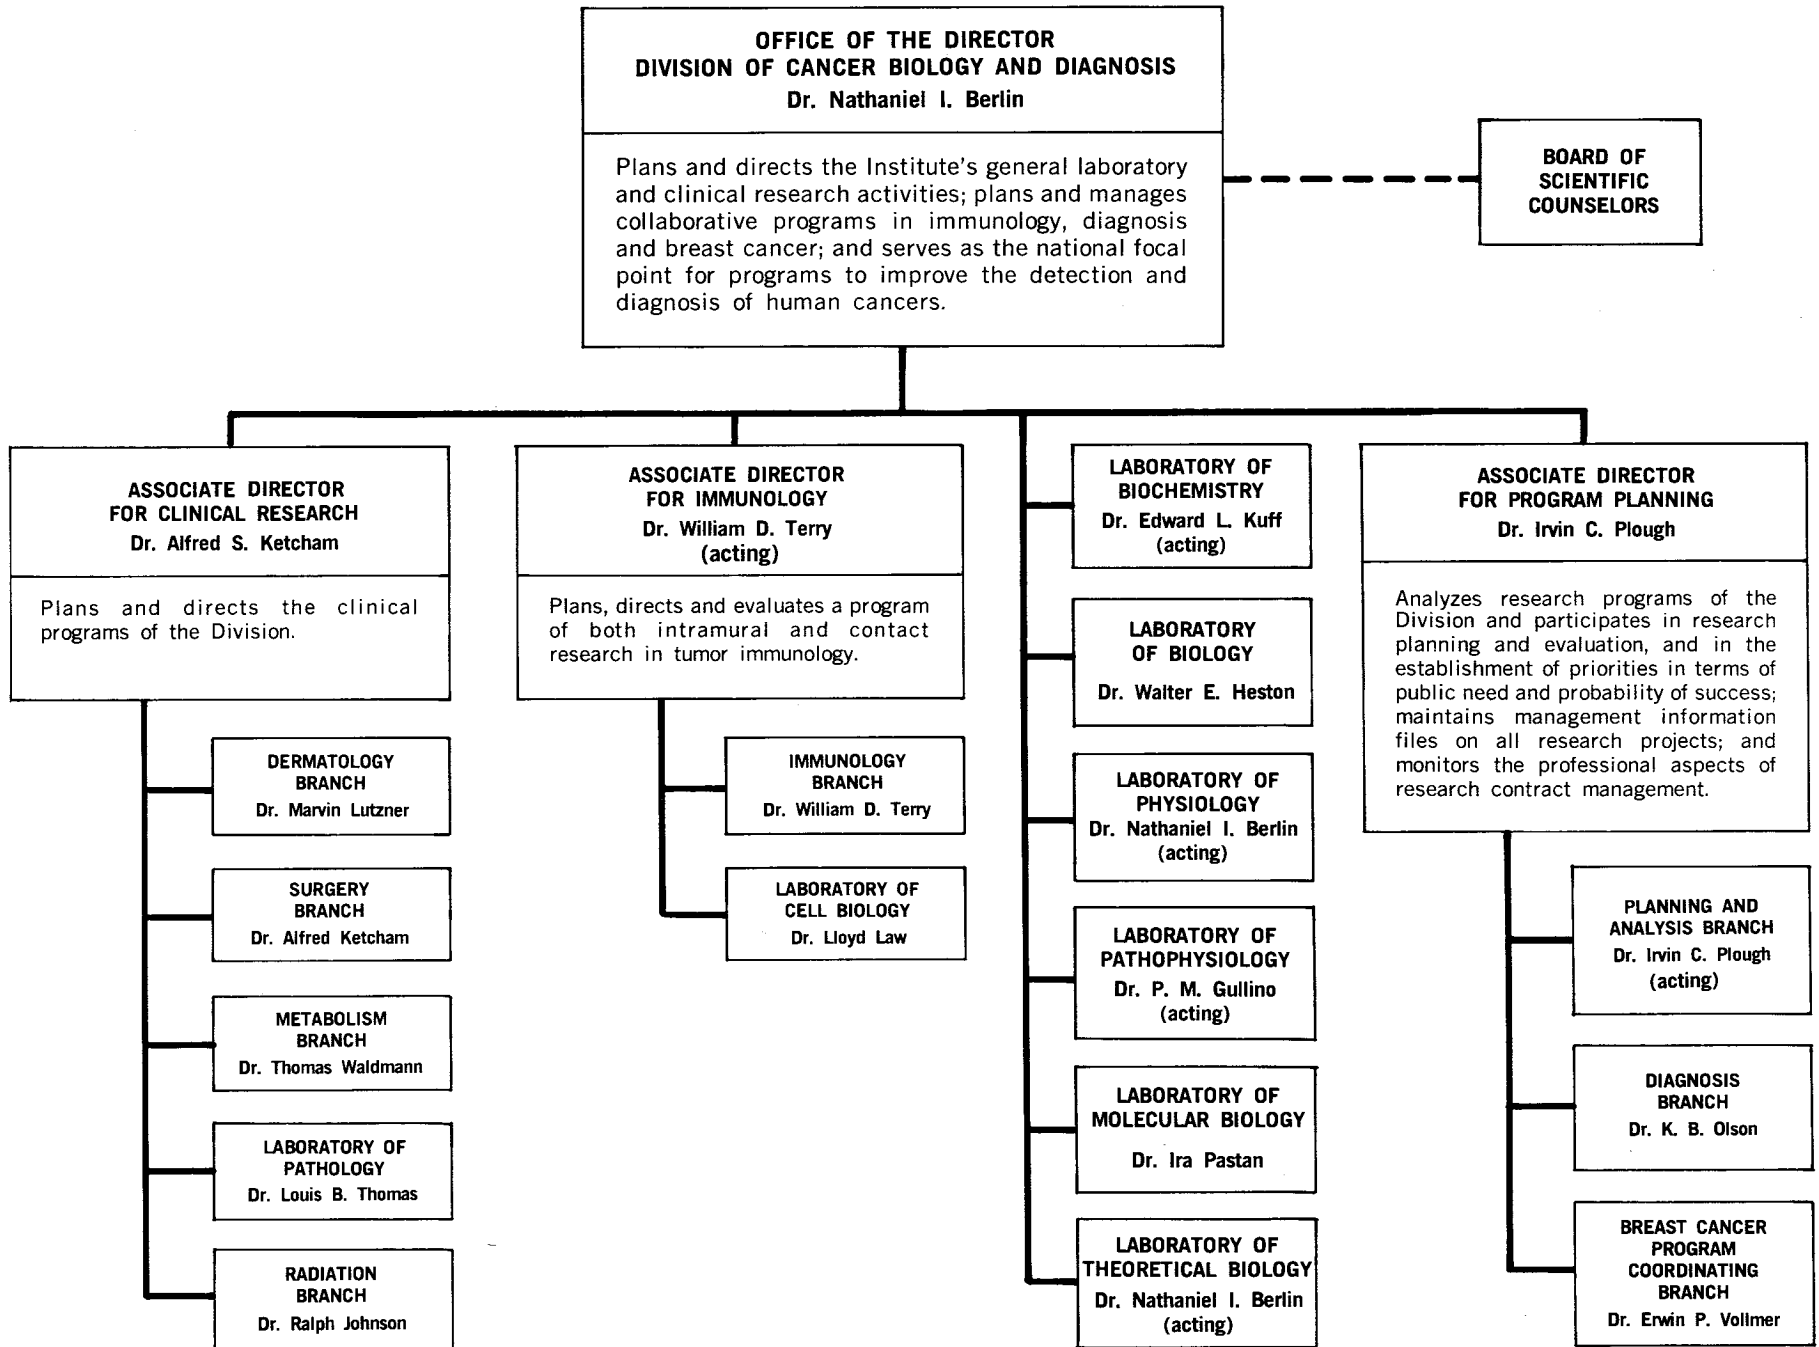 OFFICE OF THE DIRECTOR
DIVISION OF CANCER BIOLOGY AND DIAGNOSIS
Dr. Nathaniel I. Berlin
Plans and directs the Institute's general laboratory
and clinical research activities; plans and manages
collaborative programs in immunology, diagnosis
and breast cancer; and serves as the national focal
point for programs to improve the detection and
diagnosis of human cancers.
BOARD OF
SCIENTIFIC
COUNSELORS
ASSOCIATE DIRECTOR
FOR CLINICAL RESEARCH
Dr. Alfred S. Ketcham
Plans and directs the clinical
programs of the Division.
DERMATOLOGY
BRANCH
Dr. Marvin Lutzner
SURGERY
BRANCH
Dr. Alfred Ketcham
METABOLISM
BRANCH
Dr. Thomas Waldmann
LABORATORY OF
PATHOLOGY
Dr. Louis B. Thomas
RADIATION
BRANCH
Dr. Ralph Johnson
ASSOCIATE DIRECTOR
FOR IMMUNOLOGY
Dr. William D. Terry
(acting)
Plans, directs and evaluates a program
of both intramural and contact
research in tumor immunology.
IMMUNOLOGY
BRANCH
Dr. William D. Terry
LABORATORY OF
CELL BIOLOGY
Dr. Lloyd Law
LABORATORY OF
BIOCHEMISTRY
Dr. Edward L. Kuff
(acting)
LABORATORY
OF BIOLOGY
Dr. Walter E. Heston
LABORATORY OF
PHYSIOLOGY
Dr. Nathaniel I. Berlin
(acting)
LABORATORY OF
PATHOPHYSIOLOGY
Dr. P. M. Gullino
(acting)
LABORATORY OF
MOLECULAR BIOLOGY
Dr. Ira Pastan
LABORATORY OF
THEORETICAL BIOLOGY
Dr. Nathaniel I. Berlin
(acting)
ASSOCIATE DIRECTOR
FOR PROGRAM PLANNING
Dr. Irvin C. Plough
Analyzes research programs of the
Division and participates in research
planning and evaluation, and in the
establishment of priorities in terms of
public need and probability of success;
maintains management information
files on all research projects; and
monitors the professional aspects of
research contract management.
PLANNING AND
ANALYSIS BRANCH
Dr. Irvin C. Plough
(acting)
DIAGNOSIS
BRANCH
Dr. K. B. Olson
BREAST CANCER
PROGRAM
COORDINATING
BRANCH
Dr. Erwin P. Vollmer